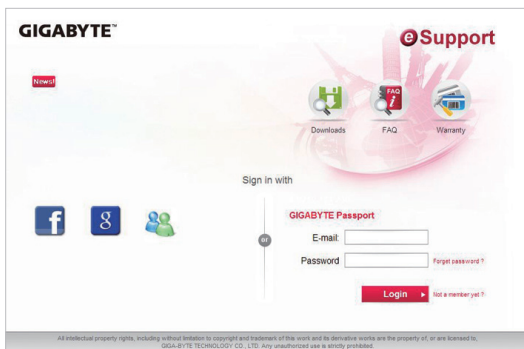 GIGABYTE™
eSupport
News!
FAQ
Downloads FAQ Warranty
Sign in with
f g
or
GIGABYTE Passport
E-mail:
Password
Forget password ?
Login
Not a member yet ?
All intellectual property rights, including without limitation to copyright and trademark of this work and its derivative works are the property of, or are licensed to,
GIGA-BYTE TECHNOLOGY CO., LTD. Any unauthorized use is strictly prohibited.